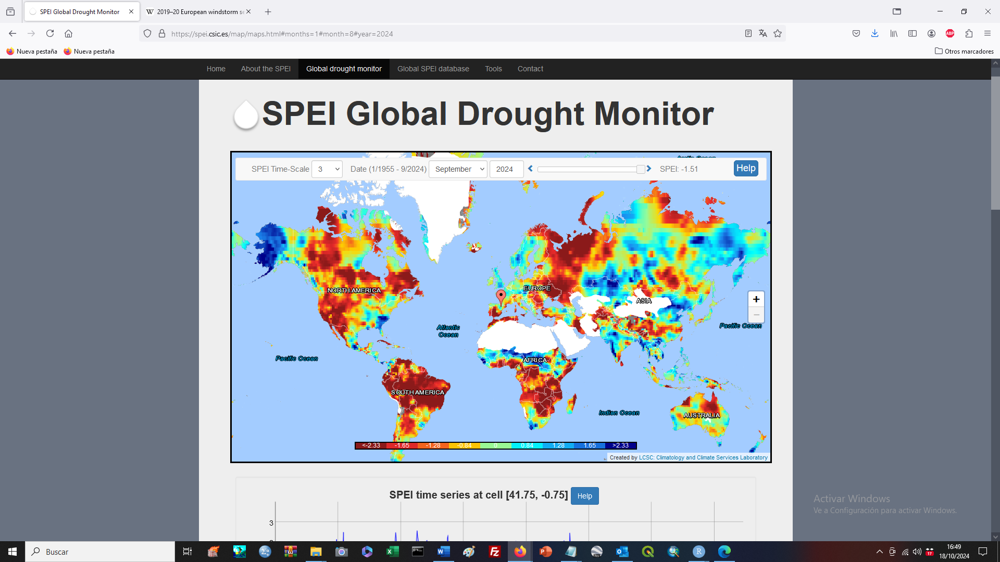 SPEI Global Drought Monitor
W 2019–20 European windstorm se
https://spei.csic.es/map/maps.html#months=1#month=8#year=2024
ABP
Nueva pestaña
Nueva pestaña
Otros marcadores
Home
About the SPEI
Global drought monitor
Global SPEI database
Tools
Contact
SPEI Global Drought Monitor
SPEI Time-Scale
3
Date (1/1955 - 9/2024)
September
2024
SPEI: -1.51
Help
Arctic Ocean
NORTH AMERICA
EUROPE
ASIA
+
−
Atlantic
Ocean
Pacific Ocean
Pacific Ocean
AFRICA
SOUTH AMERICA
Indian Ocean
AUSTRALIA
<-2.33 -1.65 -1.28 -0.84 0 0.84 1.28 1.65 >2.33
Created by LCSC: Climatology and Climate Services Laboratory
SPEI time series at cell [41.75, -0.75]
Help
3
Activar Windows
Ve a Configuración para activar Windows.
Buscar
17
16:49
18/10/2024